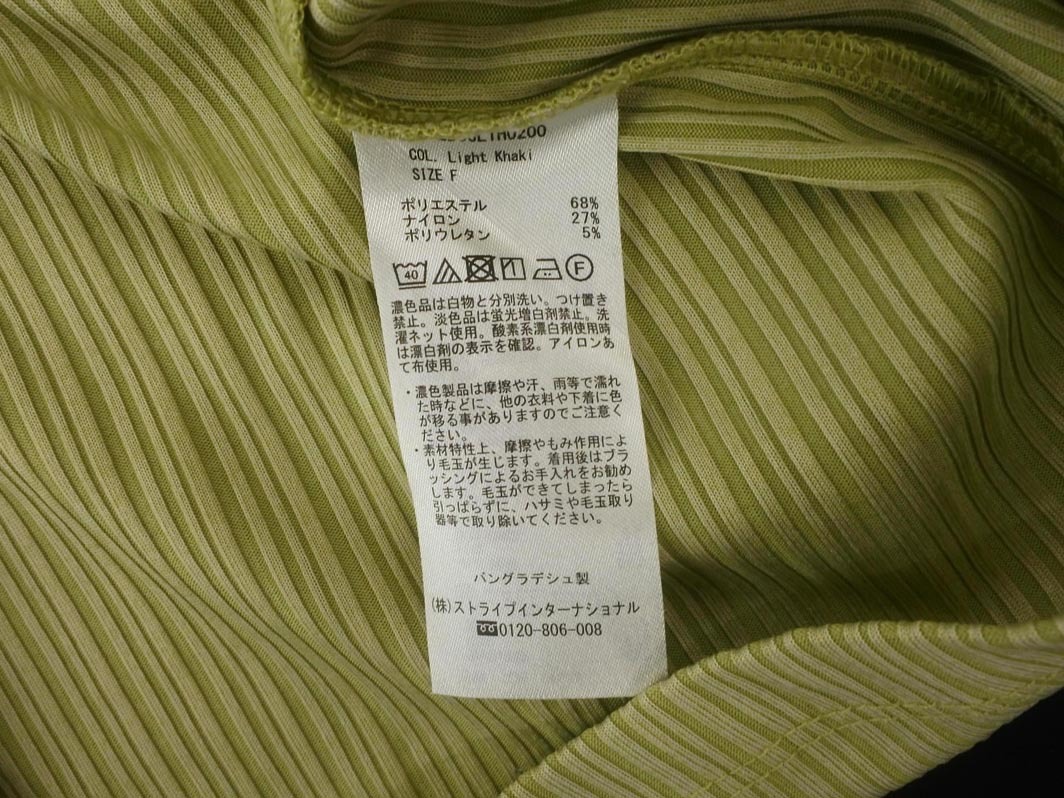 COL. Light Khaki
SIZE F
ポリエステル 68%
ナイロン 27%
ポリウレタン 5%
40 F
濃色品は白物と分別洗い。つけ置き
禁止。淡色品は蛍光増白剤禁止。洗
濯ネット使用。酸素系漂白剤使用時
は漂白剤の表示を確認。アイロンあ
て布使用。
・濃色製品は摩擦や汗、雨等で濡れ
た時などに、他の衣料や下着に色
が移る事がありますのでご注意く
ださい。
・素材特性上、摩擦やもみ作用によ
り毛玉が生じます。着用後はブラ
ッシングによるお手入れをお勧め
します。毛玉ができてしまったら
引っぱらずに、ハサミや毛玉取り
器等で取り除いてください。
バングラデシュ製
(株)ストライプインターナショナル
0120-806-008